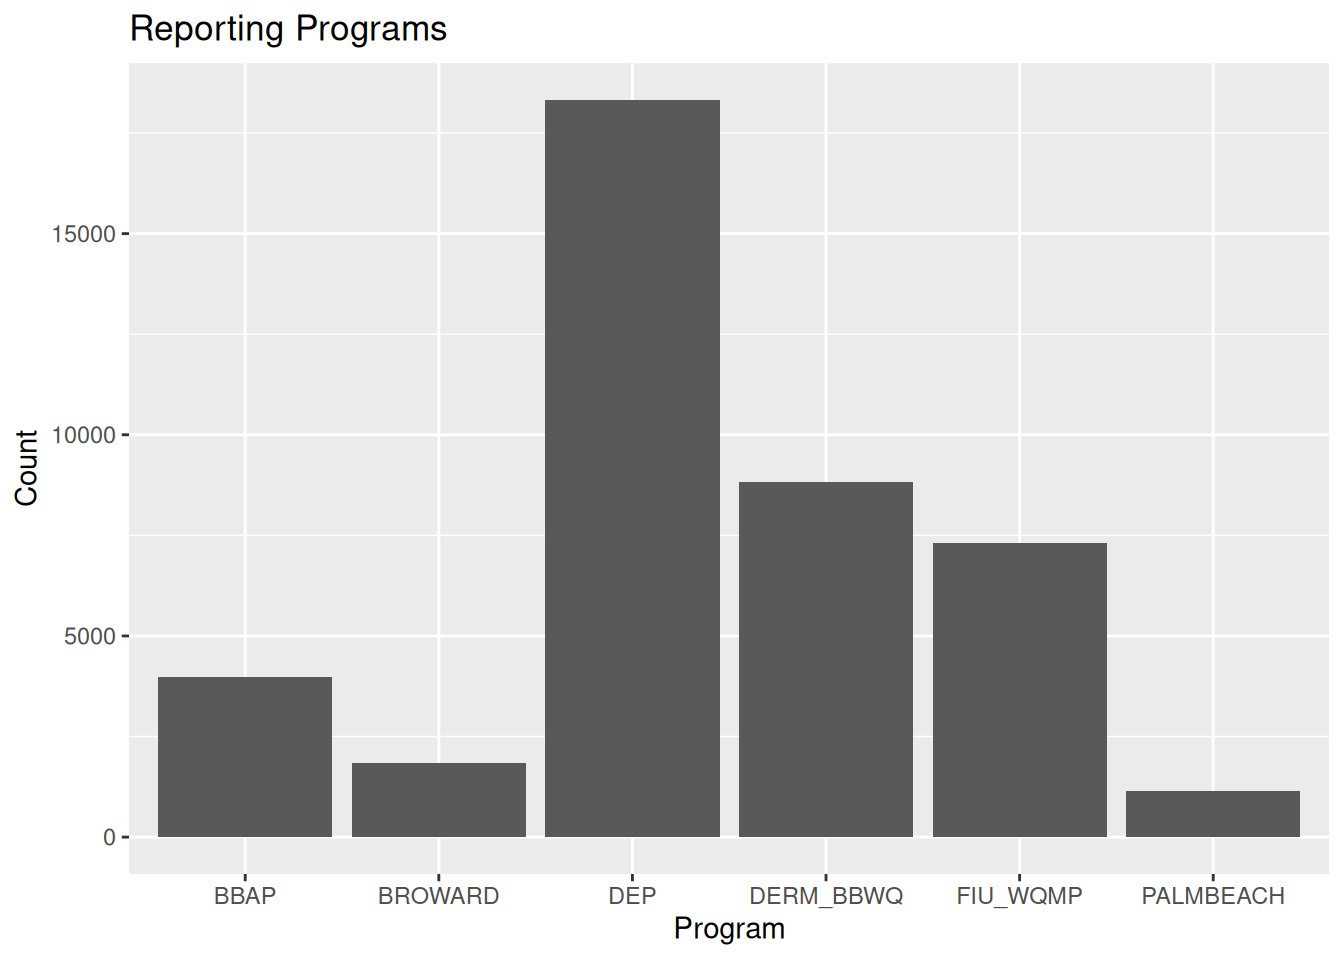 Reporting Programs
15000
10000
5000
0
Count
BBAP BROWARD DEP DERM_BBWQ FIU_WQMP PALMBEACH
Program